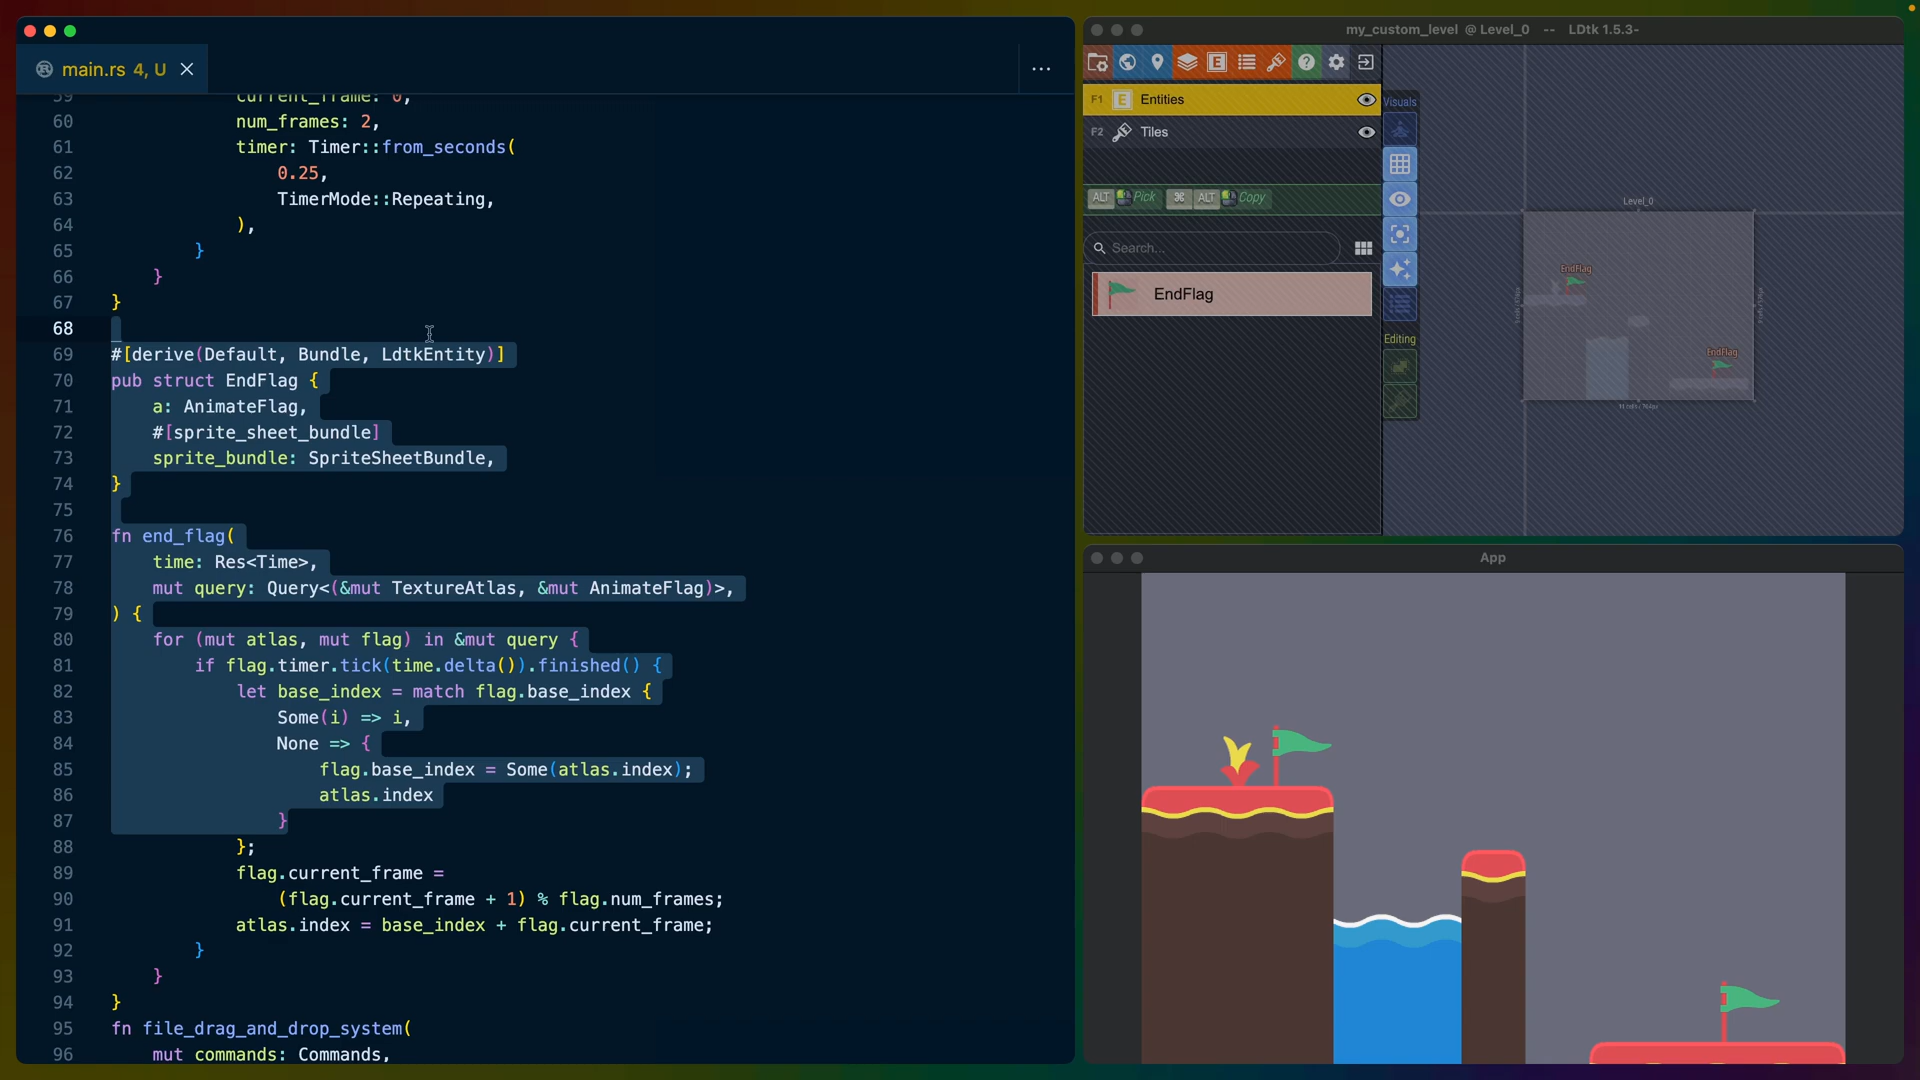 main.rs 4, U
59 current_frame: 0,
60 num_frames: 2,
61 timer: Timer::from_seconds(
62 0.25,
63 TimerMode::Repeating,
64 ),
65 }
66 }
67 }
68
69 #[derive(Default, Bundle, LdtkEntity)]
70 pub struct EndFlag {
71 a: AnimateFlag,
72 #[sprite_sheet_bundle]
73 sprite_bundle: SpriteSheetBundle,
74 }
75
76 fn end_flag(
77 time: Res<Time>,
78 mut query: Query<(&mut TextureAtlas, &mut AnimateFlag)>,
79 ) {
80 for (mut atlas, mut flag) in &mut query {
81 if flag.timer.tick(time.delta()).finished() {
82 let base_index = match flag.base_index {
83 Some(i) => i,
84 None => {
85 flag.base_index = Some(atlas.index);
86 atlas.index
87 }
88 };
89 flag.current_frame =
90 (flag.current_frame + 1) % flag.num_frames;
91 atlas.index = base_index + flag.current_frame;
92 }
93 }
94 }
95 fn file_drag_and_drop_system(
96 mut commands: Commands,
my_custom_level @ Level_0 -- LDtk 1.5.3-
F1 E Entities
F2 Tiles
Visuals
ALT Pick ⌘ ALT Copy
Search...
EndFlag
Editing
Level_0
EndFlag
EndFlag
App